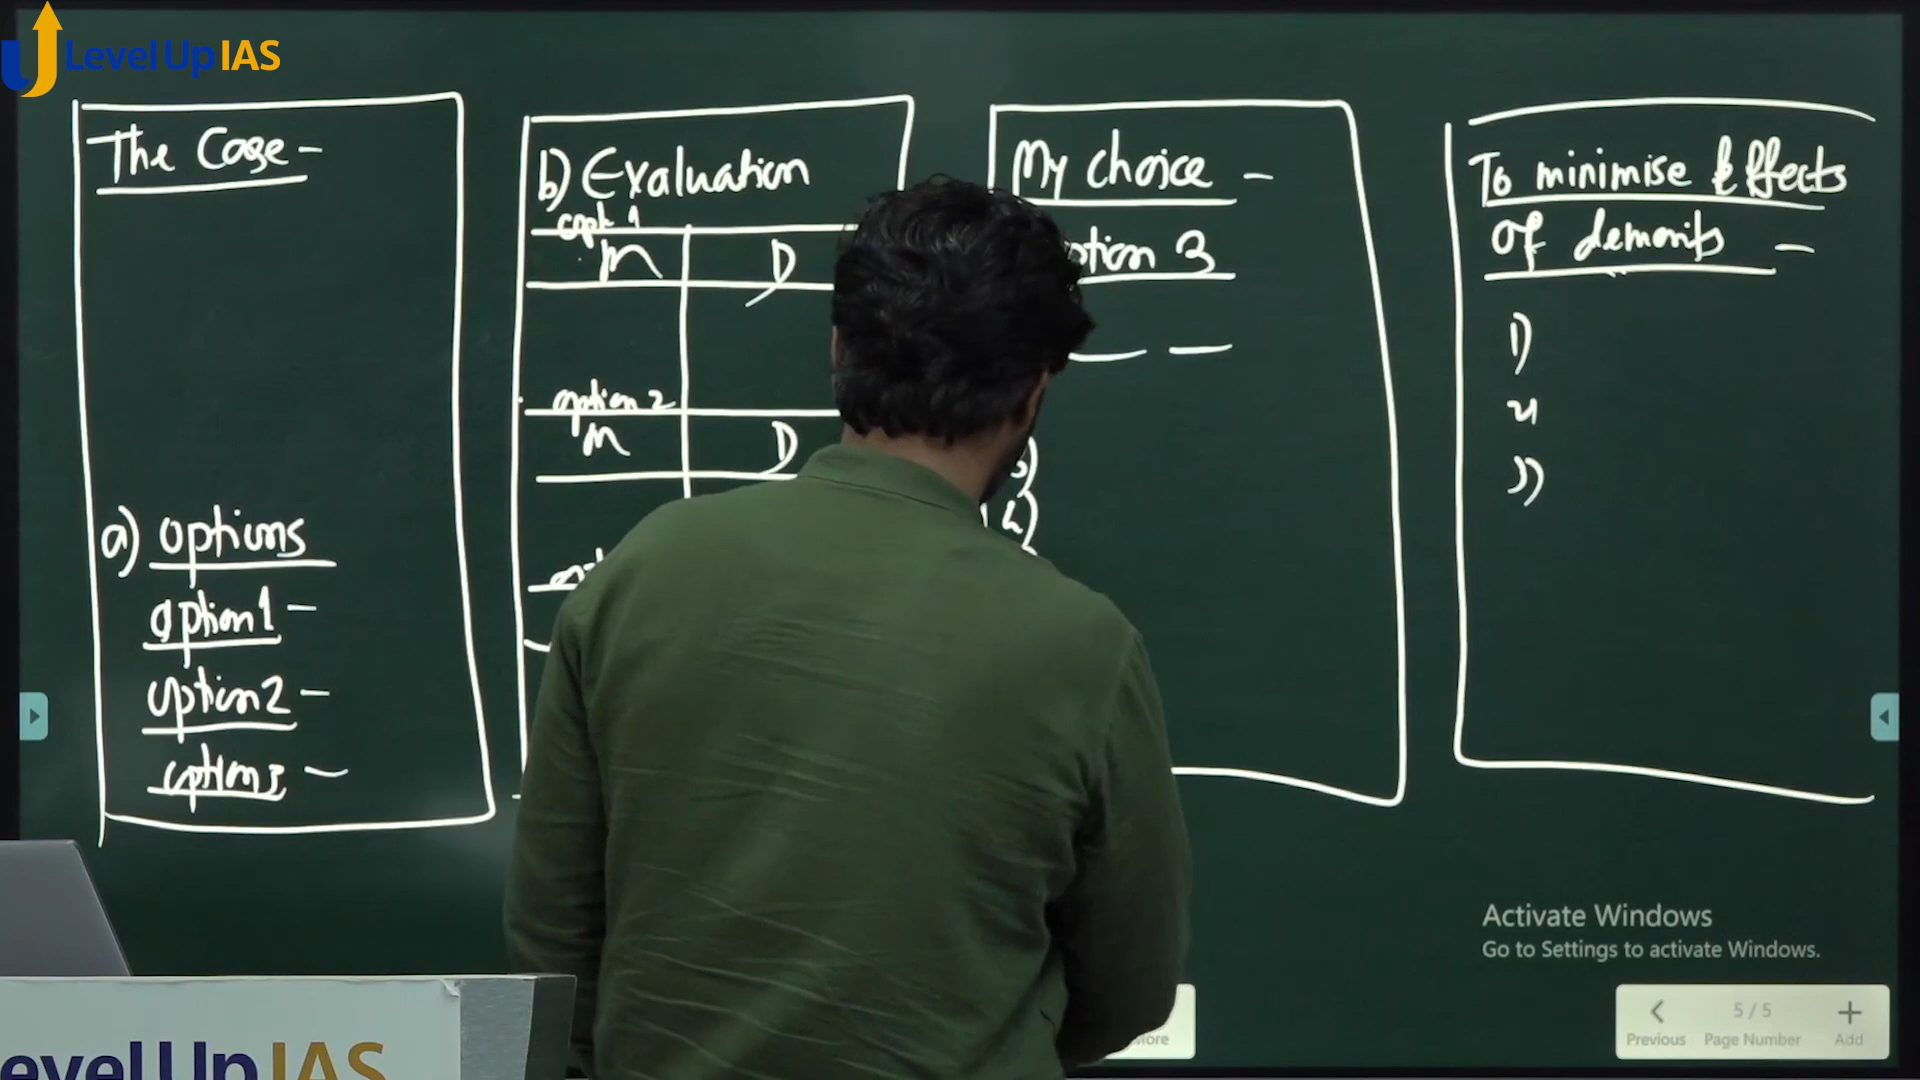 Level Up IAS
The Case -
a) options
option1 -
option2 -
option3 -
b) Evaluation
opt 1
M D
option 2
M D
My choice -
option 3
To minimise Effects
of demerits -
1)
2)
3)
Activate Windows
Go to Settings to activate Windows.
Previous
5 / 5
Page Number
Add
More
evel Up IAS